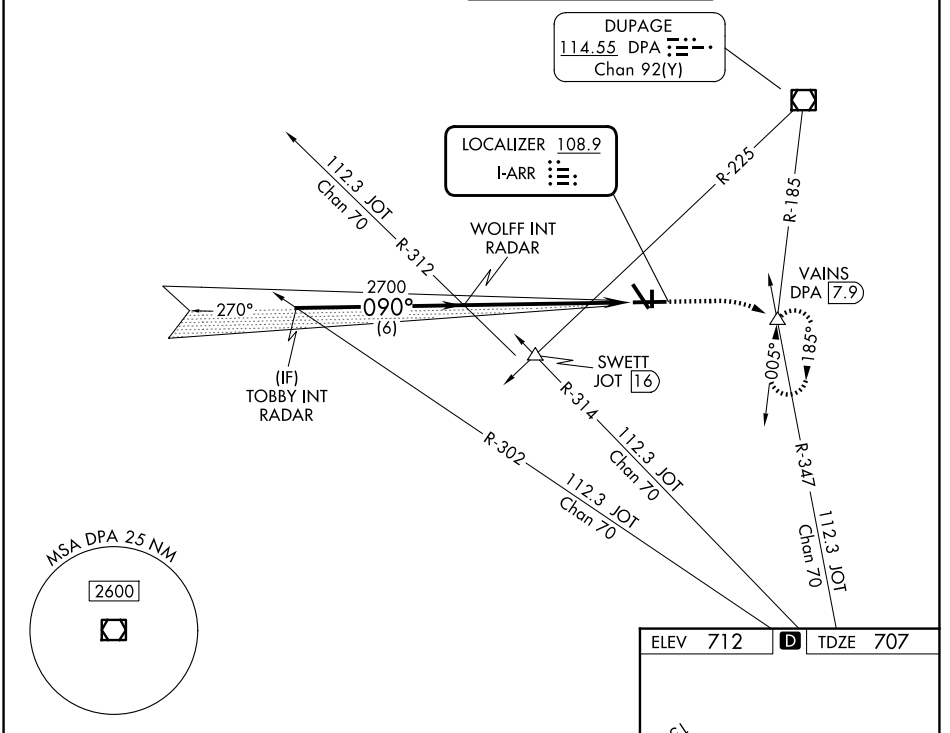 DUPAGE
114.55 DPA
Chan 92(Y)
LOCALIZER 108.9
I-ARR
R-225
R-185
112.3 JOT
Chan 70
R-312
WOLFF INT
RADAR
VAINS
DPA 7.9
2700
090°
(6)
270°
005°
185°
(IF)
TOBBY INT
RADAR
SWETT
JOT 16
R-314
112.3 JOT
Chan 70
R-302
112.3 JOT
Chan 70
R-347
112.3 JOT
Chan 70
MSA DPA 25 NM
2600
ELEV 712 D TDZE 707